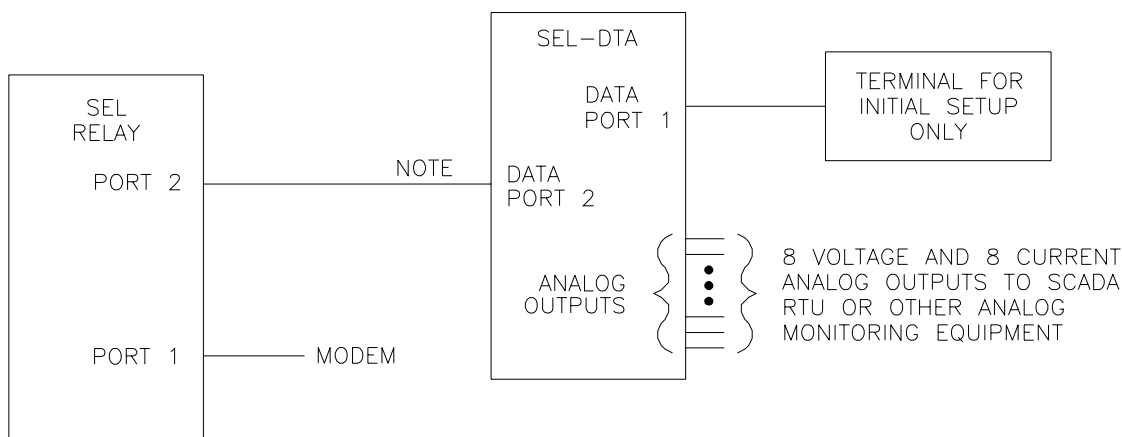 SEL
RELAY
PORT 2
PORT 1
MODEM
NOTE
SEL-DTA
DATA
PORT 1
DATA
PORT 2
ANALOG
OUTPUTS
TERMINAL FOR
INITIAL SETUP
ONLY
8 VOLTAGE AND 8 CURRENT
ANALOG OUTPUTS TO SCADA
RTU OR OTHER ANALOG
MONITORING EQUIPMENT